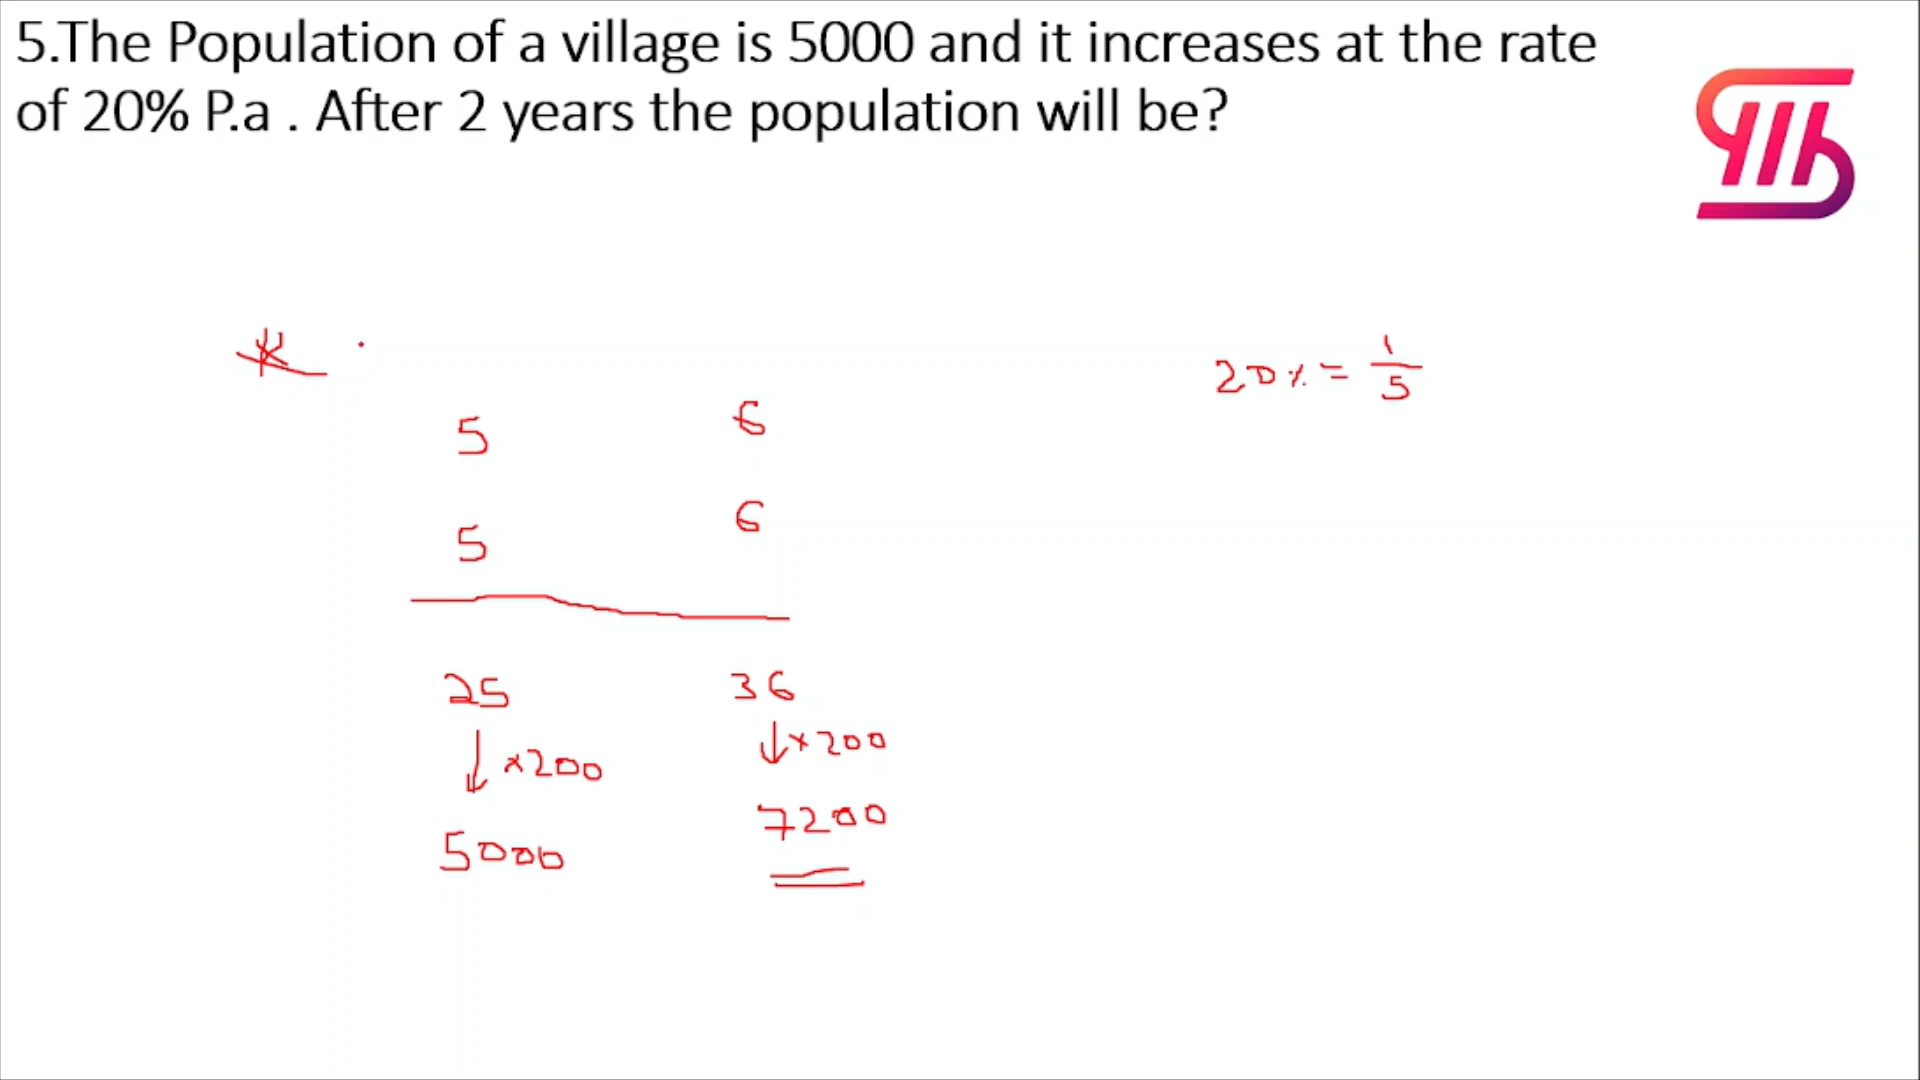 5.The Population of a village is 5000 and it increases at the rate
of 20% P.a . After 2 years the population will be?
20% = 1/5
5 6
5 6
25 36
↓ ×200 ↓ ×200
5000 7200